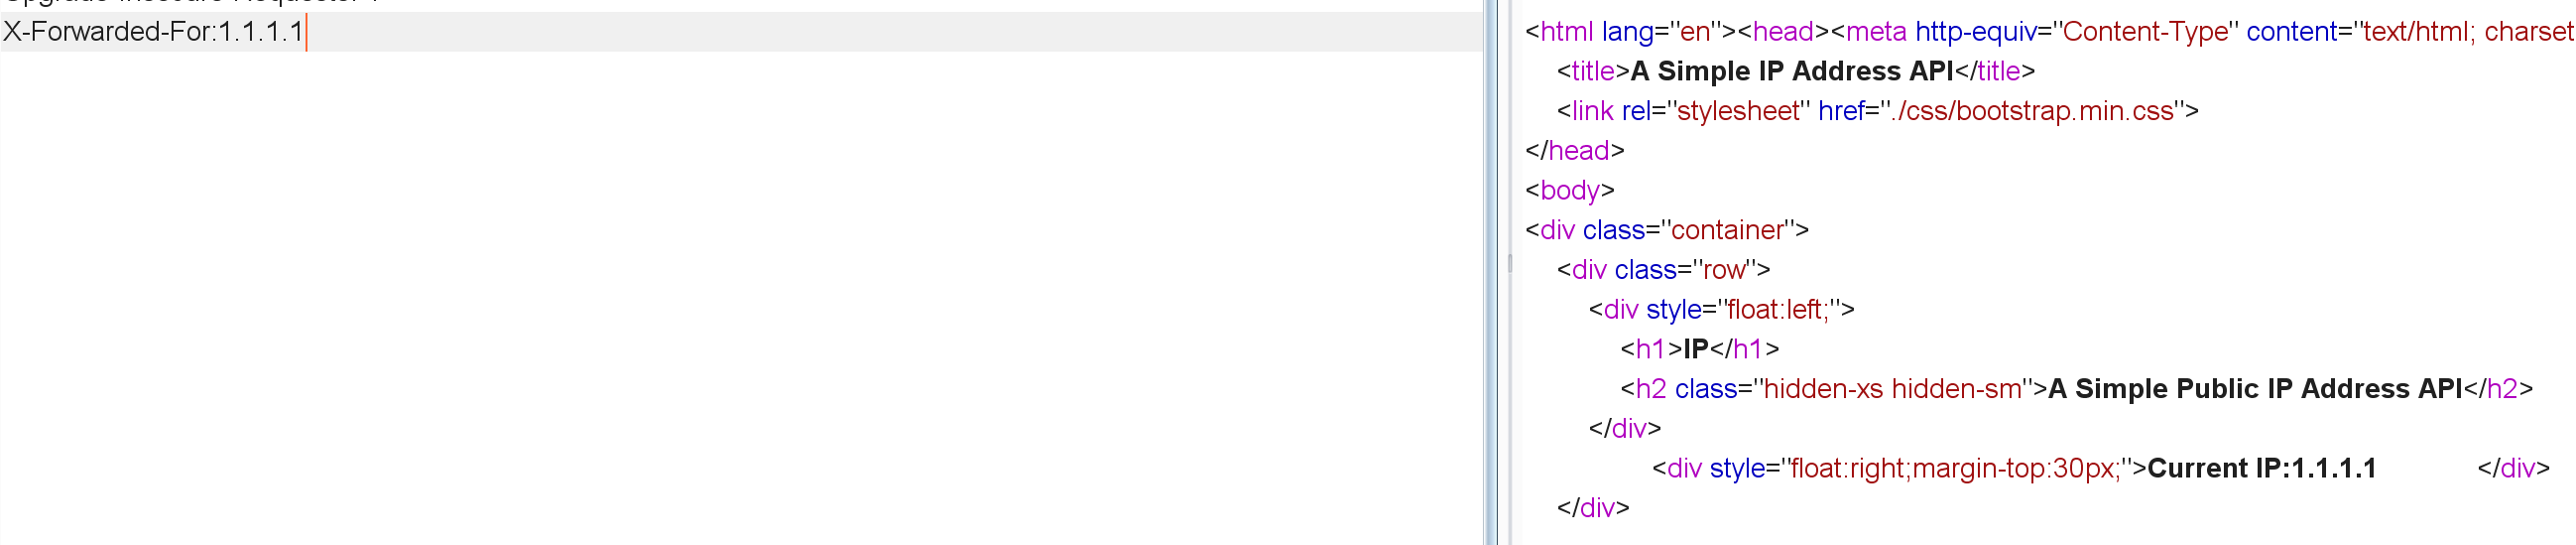 X-Forwarded-For:1.1.1.1
<html lang="en"><head><meta http-equiv="Content-Type" content="text/html; charset
<title>A Simple IP Address API</title>
<link rel="stylesheet" href="./css/bootstrap.min.css">
</head>
<body>
<div class="container">
<div class="row">
<div style="float:left;">
<h1>IP</h1>
<h2 class="hidden-xs hidden-sm">A Simple Public IP Address API</h2>
</div>
<div style="float:right;margin-top:30px;">Current IP:1.1.1.1 </div>
</div>